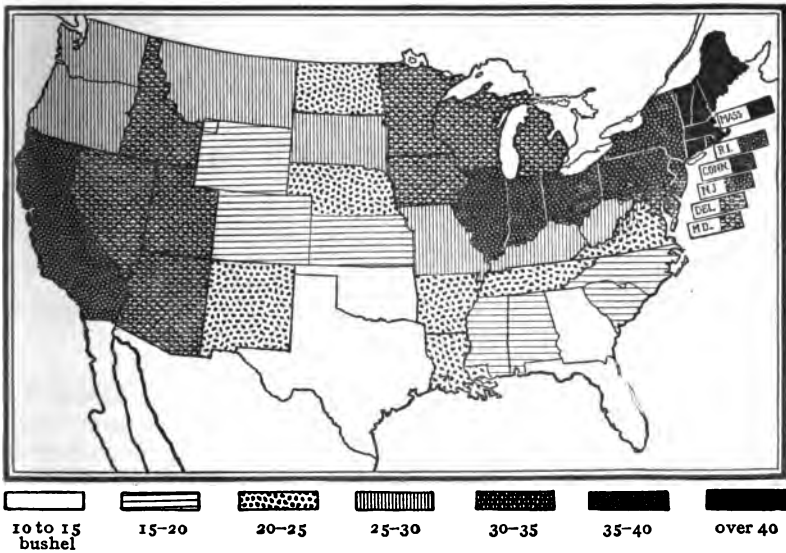 MASS
R.I.
CONN.
N.J
DEL.
M.D.
10 to 15
bushel
15-20
20-25
25-30
30-35
35-40
over 40